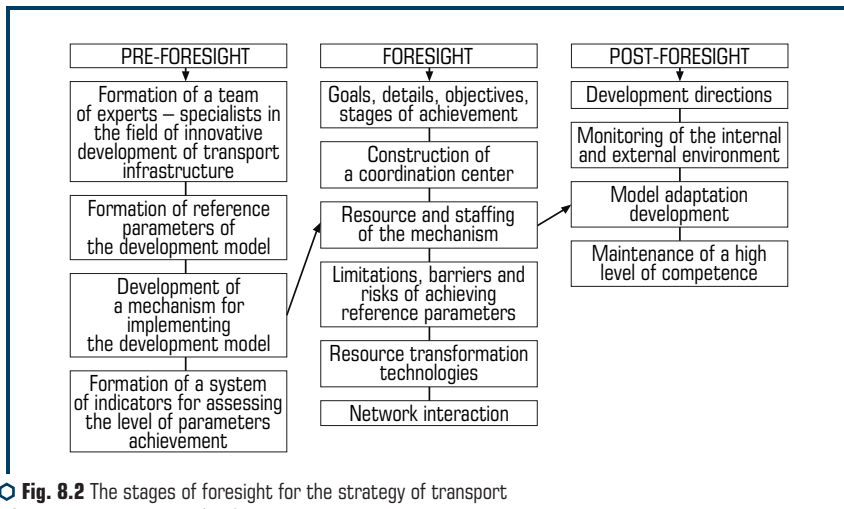 PRE-FORESIGHT
Formation of a team
of experts – specialists in
the field of innovative
development of transport
infrastructure
Formation of reference
parameters of
the development model
Development of
a mechanism for
implementing
the development model
Formation of a system
of indicators for assessing
the level of parameters
achievement
FORESIGHT
Goals, details, objectives,
stages of achievement
Construction of
a coordination center
Resource and staffing
of the mechanism
Limitations, barriers and
risks of achieving
reference parameters
Resource transformation
technologies
Network interaction
POST-FORESIGHT
Development directions
Monitoring of the internal
and external environment
Model adaptation
development
Maintenance of a high
level of competence
Fig. 8.2 The stages of foresight for the strategy of transport